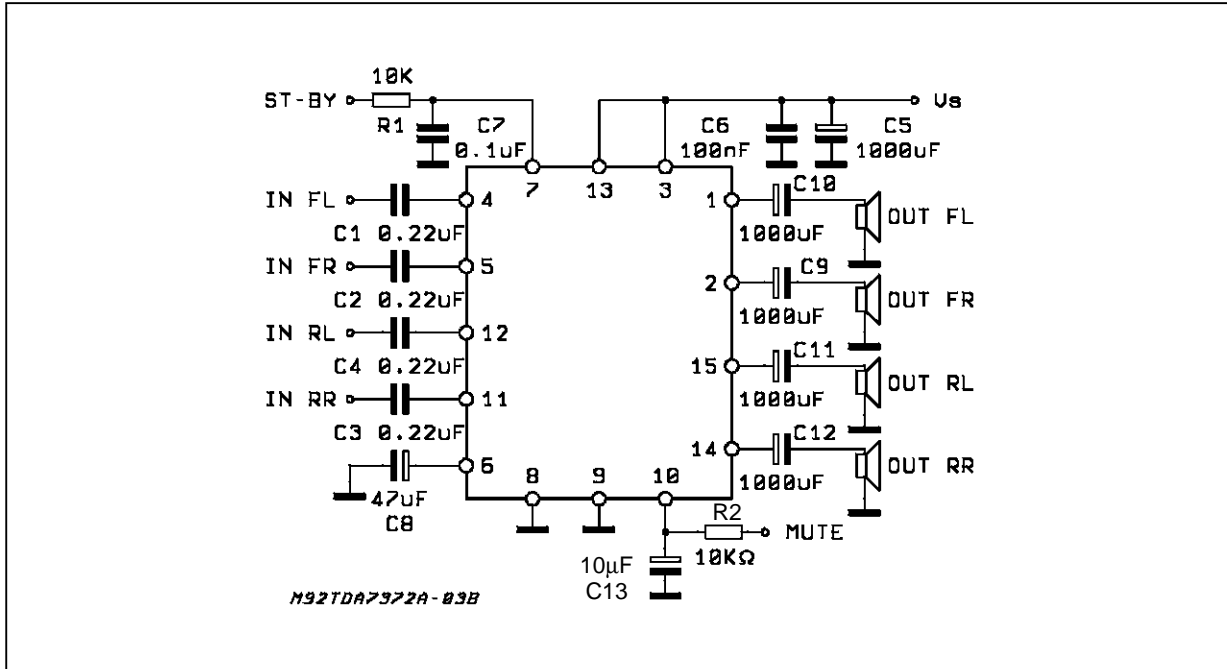 10K
ST-BY
Vs
R1
C7
0.1uF
C6
100nF
C5
1000uF
7
13
3
IN FL
4
C1 0.22uF
1
C10
1000uF
OUT FL
IN FR
5
C2 0.22uF
2
C9
1000uF
OUT FR
IN RL
12
C4 0.22uF
15
C11
1000uF
OUT RL
IN RR
11
C3 0.22uF
14
C12
1000uF
OUT RR
6
47uF
C8
8
9
10
R2
MUTE
10KΩ
10µF
C13
M92TDA7372A-03B